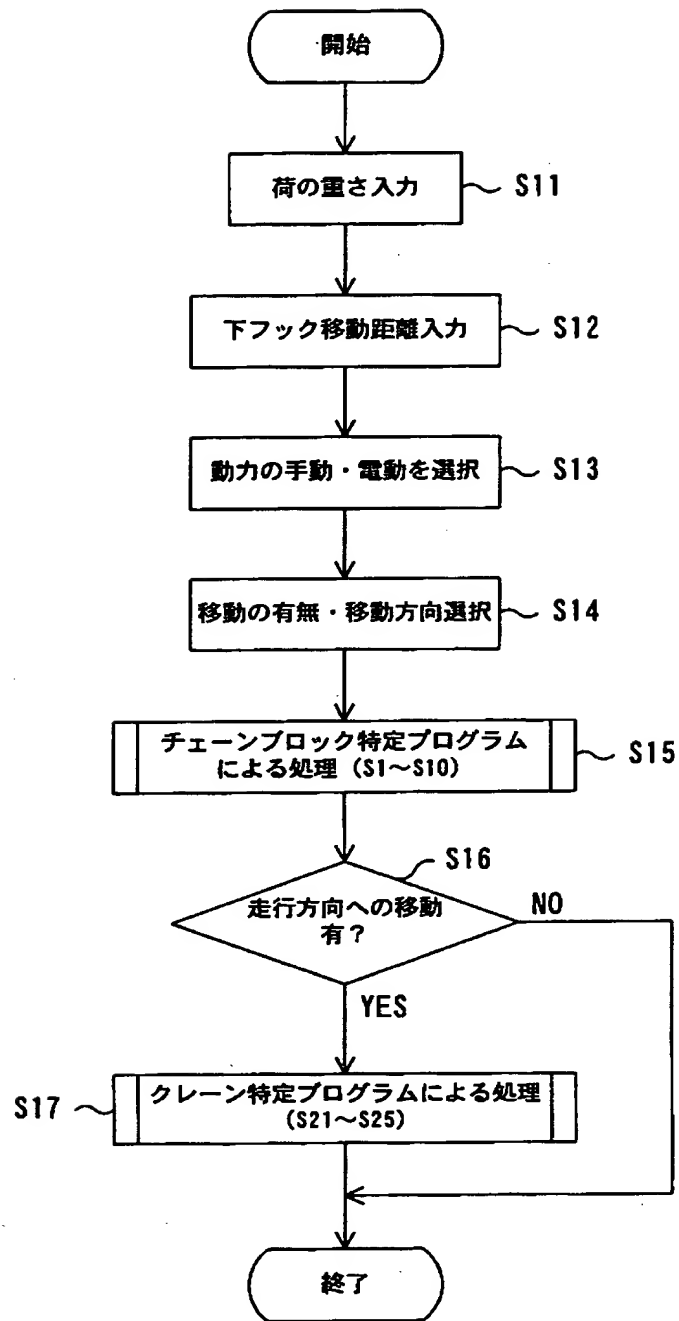 開始
荷の重さ入力
S11
下フック移動距離入力
S12
動力の手動・電動を選択
S13
移動の有無・移動方向選択
S14
チェーンブロック特定プログラム
による処理（S1～S10）
S15
S16
走行方向への移動
有？
NO
YES
クレーン特定プログラムによる処理
（S21～S25）
S17
終了